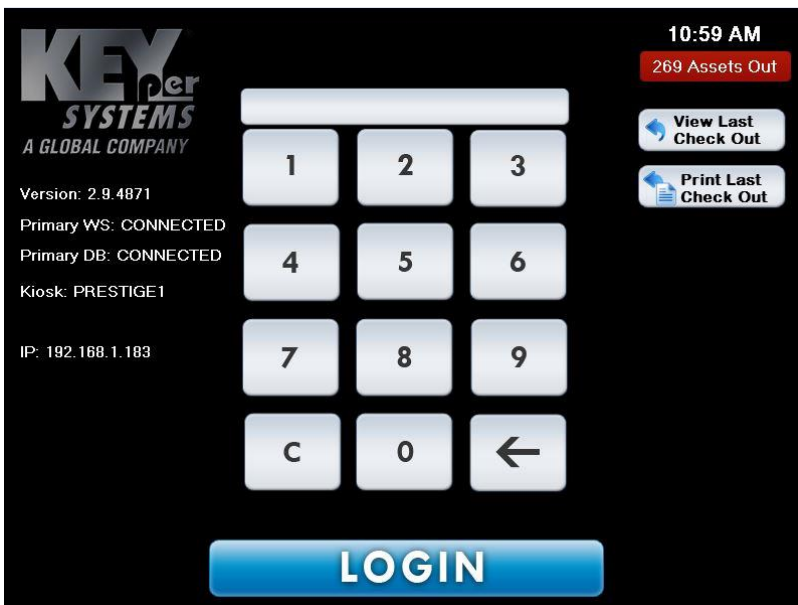 KEYper
SYSTEMS
A GLOBAL COMPANY
Version: 2.9.4871
Primary WS: CONNECTED
Primary DB: CONNECTED
Kiosk: PRESTIGE1
IP: 192.168.1.183
1 2 3
4 5 6
7 8 9
C 0 ←
LOGIN
10:59 AM
269 Assets Out
View Last
Check Out
Print Last
Check Out